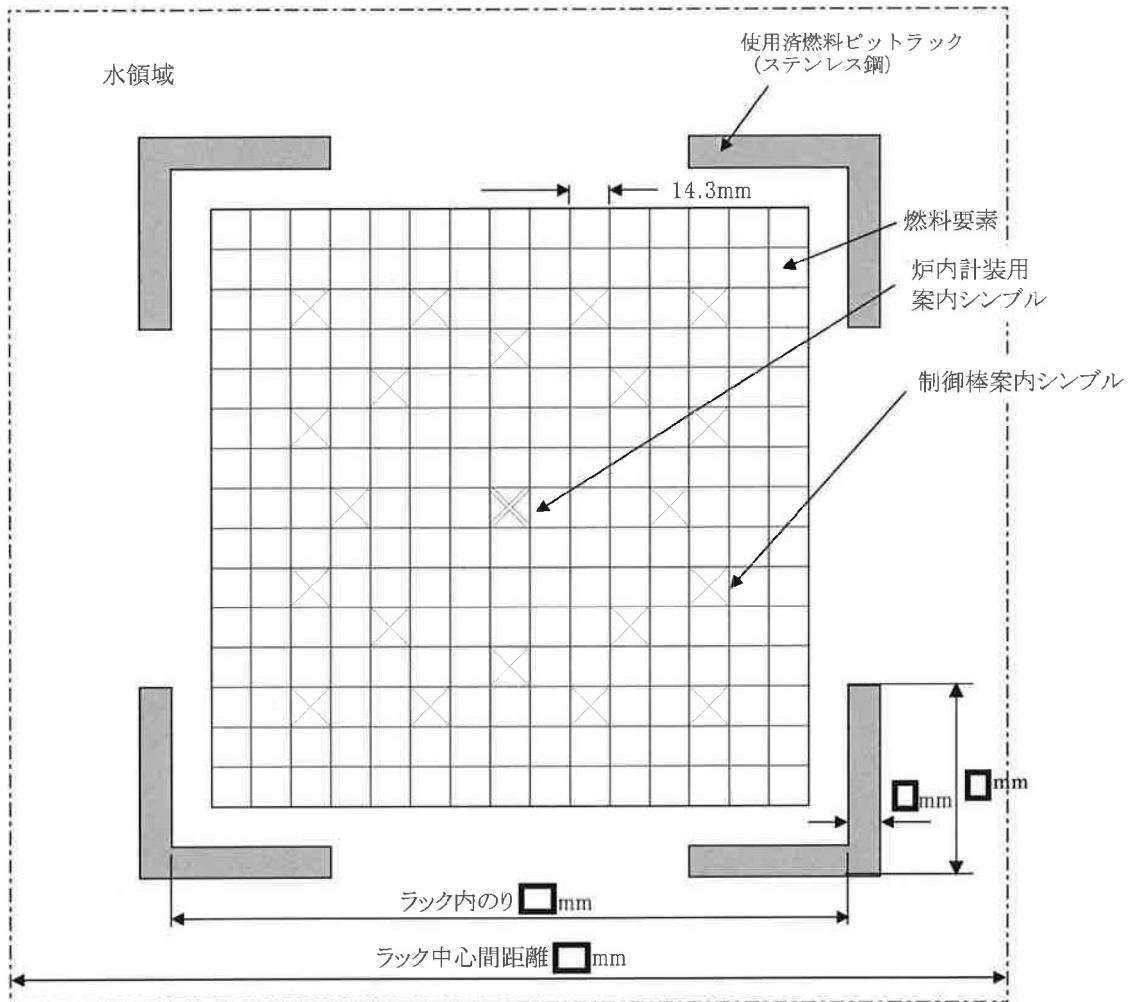 使用済燃料ピットラック
(ステンレス鋼)
水領域
14.3mm
燃料要素
炉内計装用
案内シンブル
制御棒案内シンブル
mm
mm
ラック内のり mm
ラック中心間距離 mm